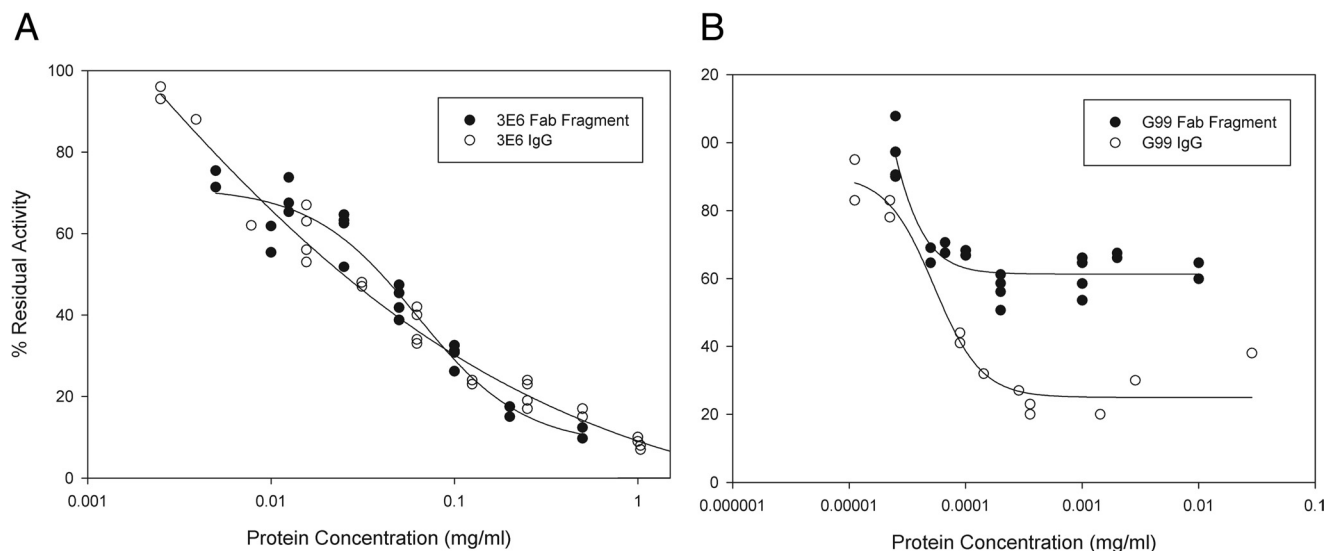 A
B
100
80
60
40
20
0
% Residual Activity
3E6 Fab Fragment
3E6 IgG
0.001
0.01
0.1
1
Protein Concentration (mg/ml)
20
00
80
60
40
20
00
G99 Fab Fragment
G99 IgG
0.000001
0.00001
0.0001
0.001
0.01
0.1
Protein Concentration (mg/ml)